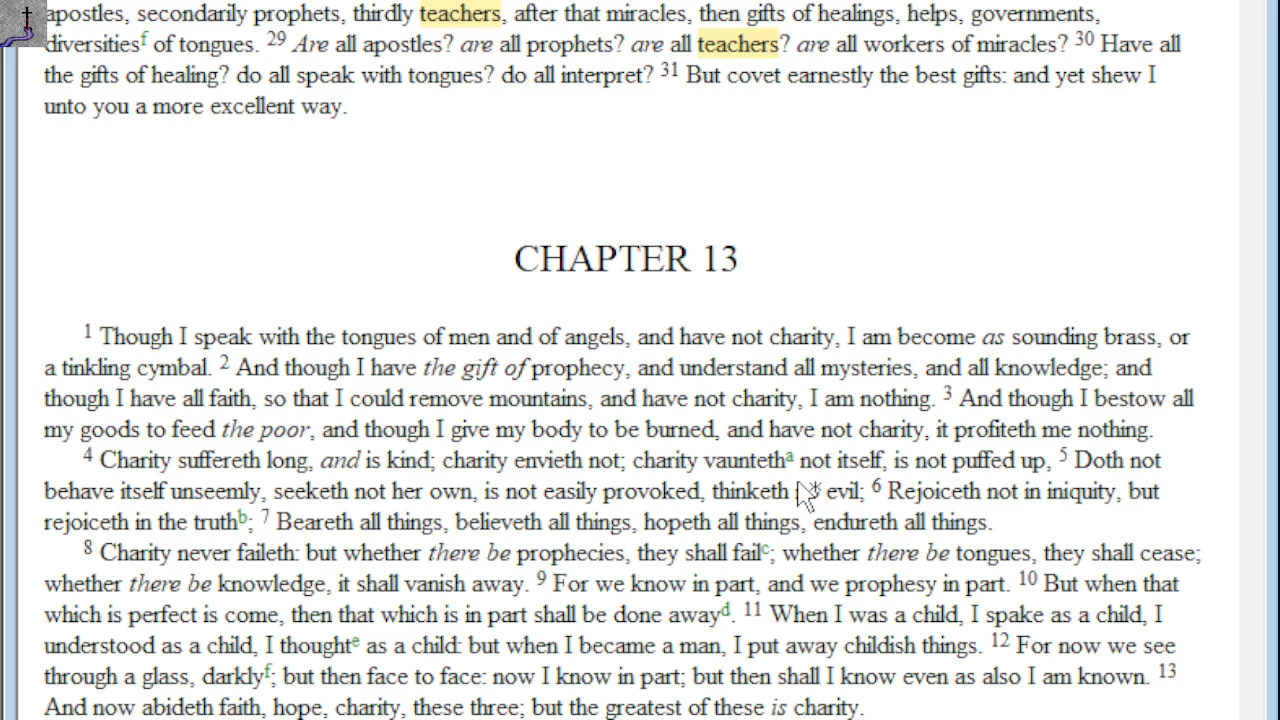 apostles, secondarily prophets, thirdly teachers, after that miracles, then gifts of healings, helps, governments,
diversitiesf of tongues. 29 Are all apostles? are all prophets? are all teachers? are all workers of miracles? 30 Have all
the gifts of healing? do all speak with tongues? do all interpret? 31 But covet earnestly the best gifts: and yet shew I
unto you a more excellent way.
CHAPTER 13
1 Though I speak with the tongues of men and of angels, and have not charity, I am become as sounding brass, or
a tinkling cymbal. 2 And though I have the gift of prophecy, and understand all mysteries, and all knowledge; and
though I have all faith, so that I could remove mountains, and have not charity, I am nothing. 3 And though I bestow all
my goods to feed the poor, and though I give my body to be burned, and have not charity, it profiteth me nothing.
4 Charity suffereth long, and is kind; charity envieth not; charity vauntetha not itself, is not puffed up, 5 Doth not
behave itself unseemly, seeketh not her own, is not easily provoked, thinketh evil; 6 Rejoiceth not in iniquity, but
rejoiceth in the truthb; 7 Beareth all things, believeth all things, hopeth all things, endureth all things.
8 Charity never faileth: but whether there be prophecies, they shall failc; whether there be tongues, they shall cease;
whether there be knowledge, it shall vanish away. 9 For we know in part, and we prophesy in part. 10 But when that
which is perfect is come, then that which is in part shall be done awayd. 11 When I was a child, I spake as a child, I
understood as a child, I thoughte as a child: but when I became a man, I put away childish things. 12 For now we see
through a glass, darklyf; but then face to face: now I know in part; but then shall I know even as also I am known. 13
And now abideth faith, hope, charity, these three; but the greatest of these is charity.